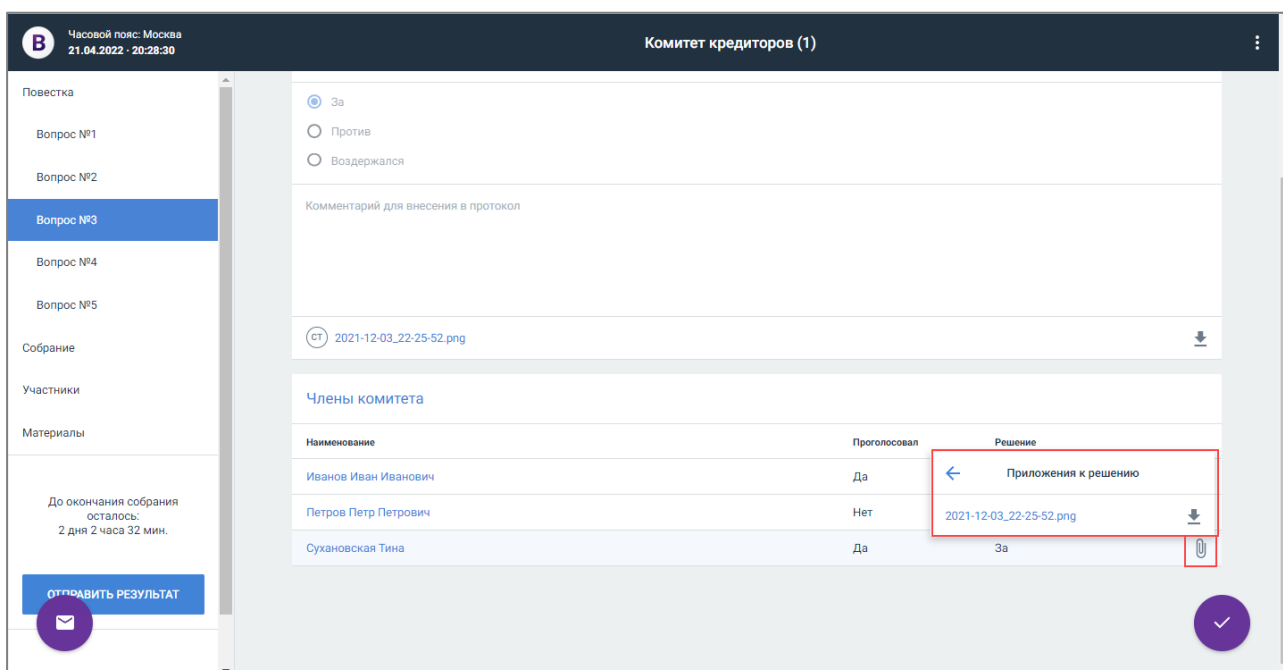 B
Часовой пояс: Москва
21.04.2022 · 20:28:30
Комитет кредиторов (1)
Повестка
Вопрос №1
Вопрос №2
Вопрос №3
Вопрос №4
Вопрос №5
Собрание
Участники
Материалы
До окончания собрания
осталось:
2 дня 2 часа 32 мин.
ОТПРАВИТЬ РЕЗУЛЬТАТ
За
Против
Воздержался
Комментарий для внесения в протокол
СТ 2021-12-03_22-25-52.png
Члены комитета
Наименование Проголосовал Решение
Иванов Иван Иванович Да
Петров Петр Петрович Нет
Сухановская Тина Да За
Приложения к решению
2021-12-03_22-25-52.png